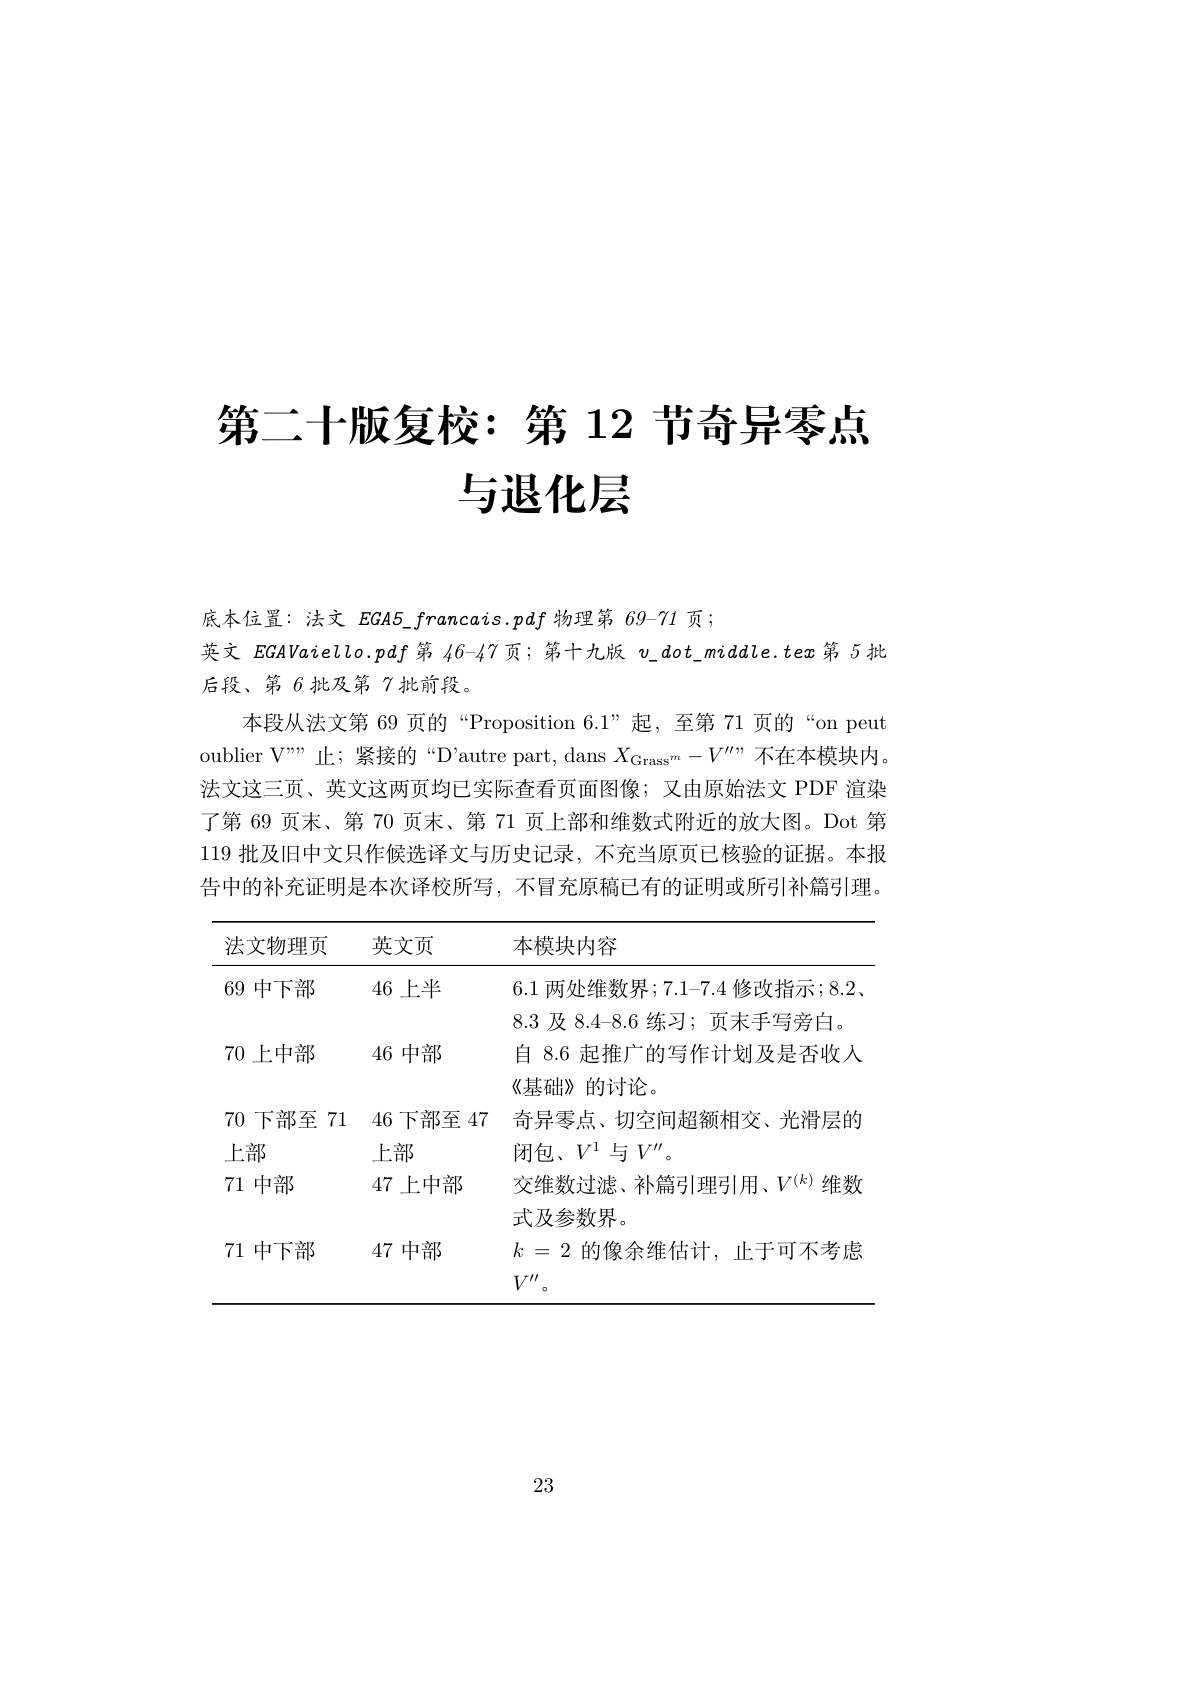 第二十版复校：第 12 节奇异零点
与退化层
底本位置：法文 EGA5_francais.pdf 物理第 69–71 页；
英文 EGAVaiello.pdf 第 46–47 页；第十九版 v_dot_middle.tex 第 5 批
后段、第 6 批及第 7 批前段。
本段从法文第 69 页的 “Proposition 6.1” 起，至第 71 页的 “on peut
oublier V”” 止；紧接的 “D’autre part, dans X_{Grass^m} − V″” 不在本模块内。
法文这三页、英文这两页均已实际查看页面图像；又由原始法文 PDF 渲染
了第 69 页末、第 70 页末、第 71 页上部和维数式附近的放大图。Dot 第
119 批及旧中文只作候选译文与历史记录，不充当原页已核验的证据。本报
告中的补充证明是本次译校所写，不冒充原稿已有的证明或所引补篇引理。
法文物理页 英文页 本模块内容
69 中下部 46 上半 6.1 两处维数界；7.1–7.4 修改指示；8.2、
8.3 及 8.4–8.6 练习；页末手写旁白。
70 上中部 46 中部 自 8.6 起推广的写作计划及是否收入
《基础》的讨论。
70 下部至 71 46 下部至 47 奇异零点、切空间超额相交、光滑层的
上部 上部 闭包、V¹ 与 V″。
71 中部 47 上中部 交维数过滤、补篇引理引用、V⁽ᵏ⁾ 维数
式及参数界。
71 中下部 47 中部 k = 2 的像余维估计，止于可不考虑
V″。
23